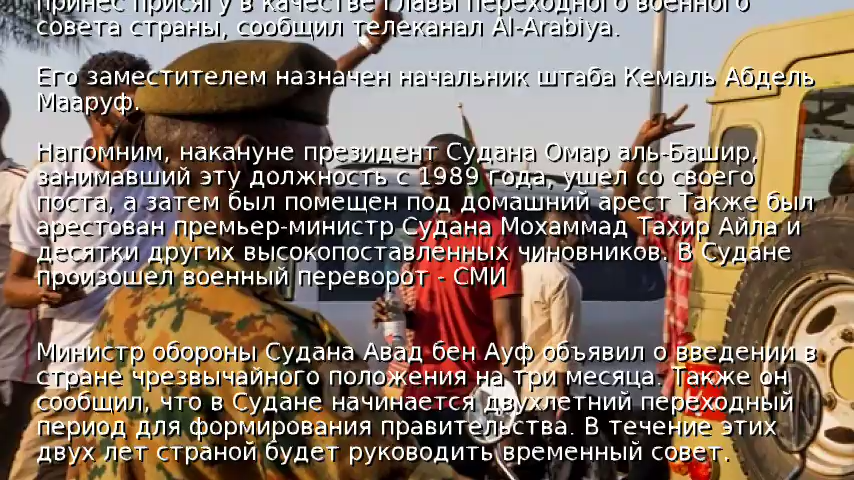 принёс присягу в качестве главы переходного военного
совета страны, сообщил телеканал Al-Arabiya.
Его заместителем назначен начальник штаба Кемаль Абдель
Мааруф.
Напомним, накануне президент Судана Омар аль-Башир,
занимавший эту должность с 1989 года, ушел со своего
поста, а затем был помещен под домашний арест Также был
арестован премьер-министр Судана Мохаммад Тахир Айла и
десятки других высокопоставленных чиновников. В Судане
произошел военный переворот - СМИ
Министр обороны Судана Авад бен Ауф объявил о введении в
стране чрезвычайного положения на три месяца. Также он
сообщил, что в Судане начинается двухлетний переходный
период для формирования правительства. В течение этих
двух лет страной будет руководить временный совет.